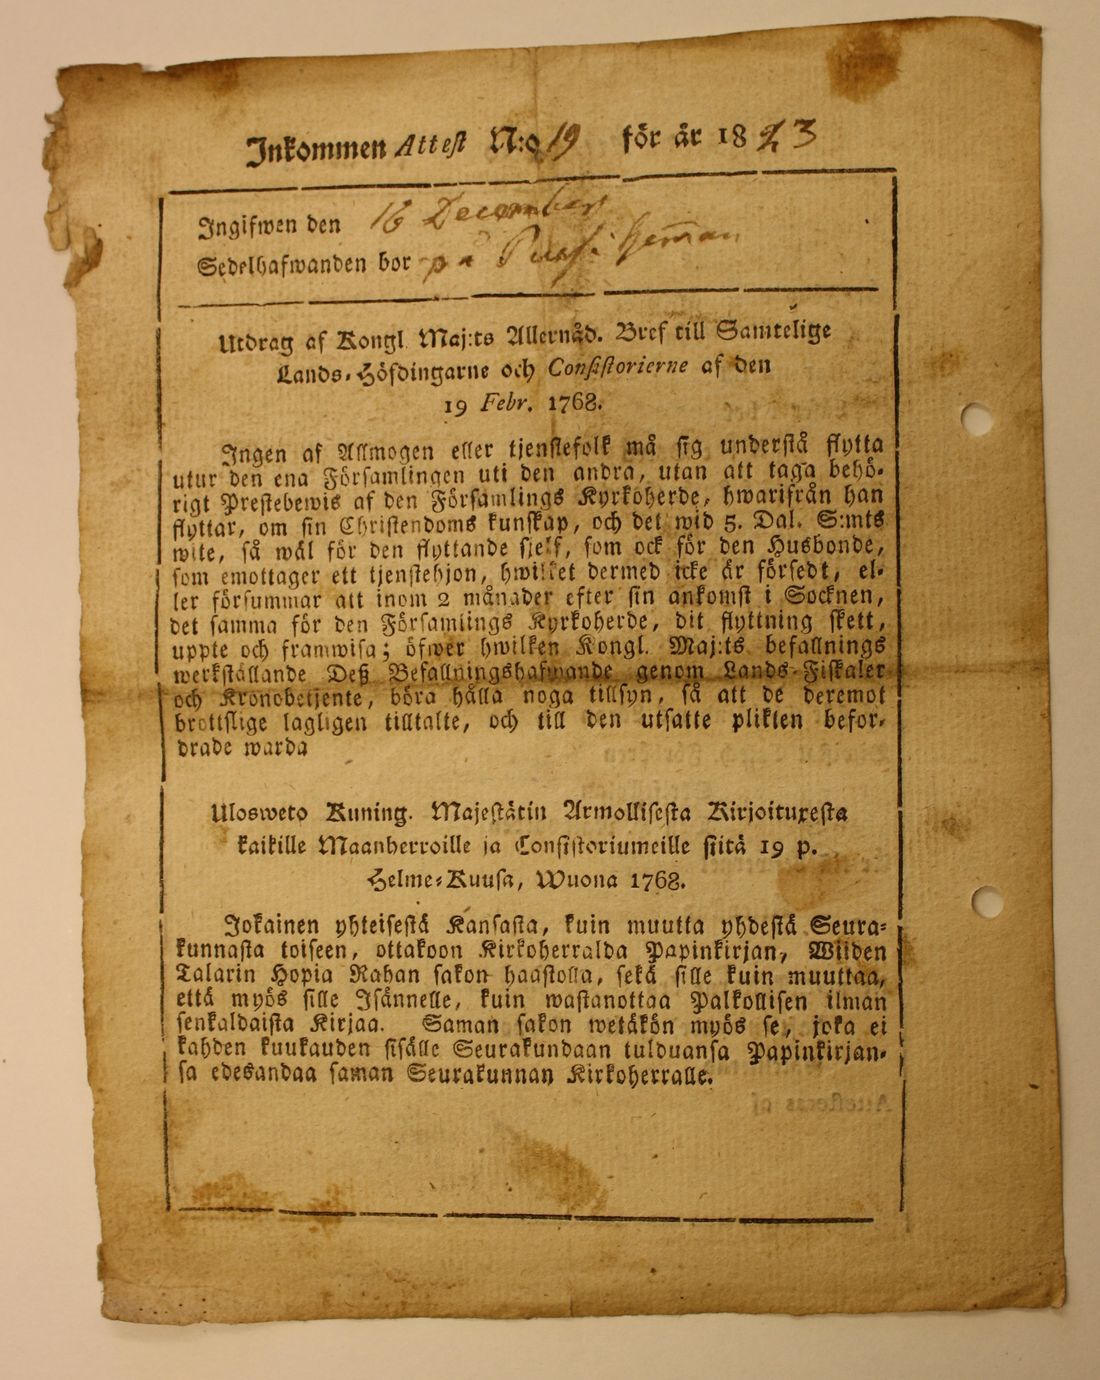 Inkommen Attest N:o 19 för år 1823
Ingifwen den 16 December
Sedelhafwanden bor på
Utdrag af Kongl. Maj:ts Allernåd. Bref till Samtelige
Lands-Höfdingarne och Consistorierne af den
19 Febr. 1768.
Ingen af Allmogen eller tjenstefolk må sig understå flytta
utur den ena Församlingen uti den andra, utan att taga behö-
rigt Prestebewis af den Församlings Kyrkoherde, hwarifrån han
flyttar, om sin Christendoms kunskap, och det wid 5. Dal. S:mts
wite, så wäl för den flyttande sjelf, som ock för den Husbonde,
som emottager ett tjenstehjon, hwilket dermed icke är försedt, el-
ler försummar att inom 2 månader efter sin ankomst i Socknen,
det samma för den Församlings Kyrkoherde, dit flyttning skett,
uppte och framwisa; öfwer hwilken Kongl. Maj:ts befallnings
werkställande Deß Befallningshafwande genom Lands-Fiskaler
och Kronobetjente, böra hålla noga tillsyn, så att de deremot
brottslige lagligen tilltalte, och till den utsatte plikten befor-
drade warda
Ulosweto Kuning. Majestätin Armollisesta Kirjoituxesta
kaikille Maanherroille ja Consistoriumeille siitä 19 p.
Helme-Kuusa, Wuona 1768.
Jokainen yhteisestä Kansasta, kuin muutta yhdestä Seura-
kunnasta toiseen, ottakoon Kirkoherralda Papinkirjan, Wiiden
Talarin Hopia Rahan sakon haastolla, sekä sille kuin muuttaa,
että myös sille Isännelle, kuin wastanottaa Palkollisen ilman
senkaldaista Kirjaa. Saman sakon wetäkön myös se, joka ei
kahden kuukauden sisälle Seurakundaan tulduansa Papinkirjan-
sa edesandaa saman Seurakunnan Kirkoherralle.